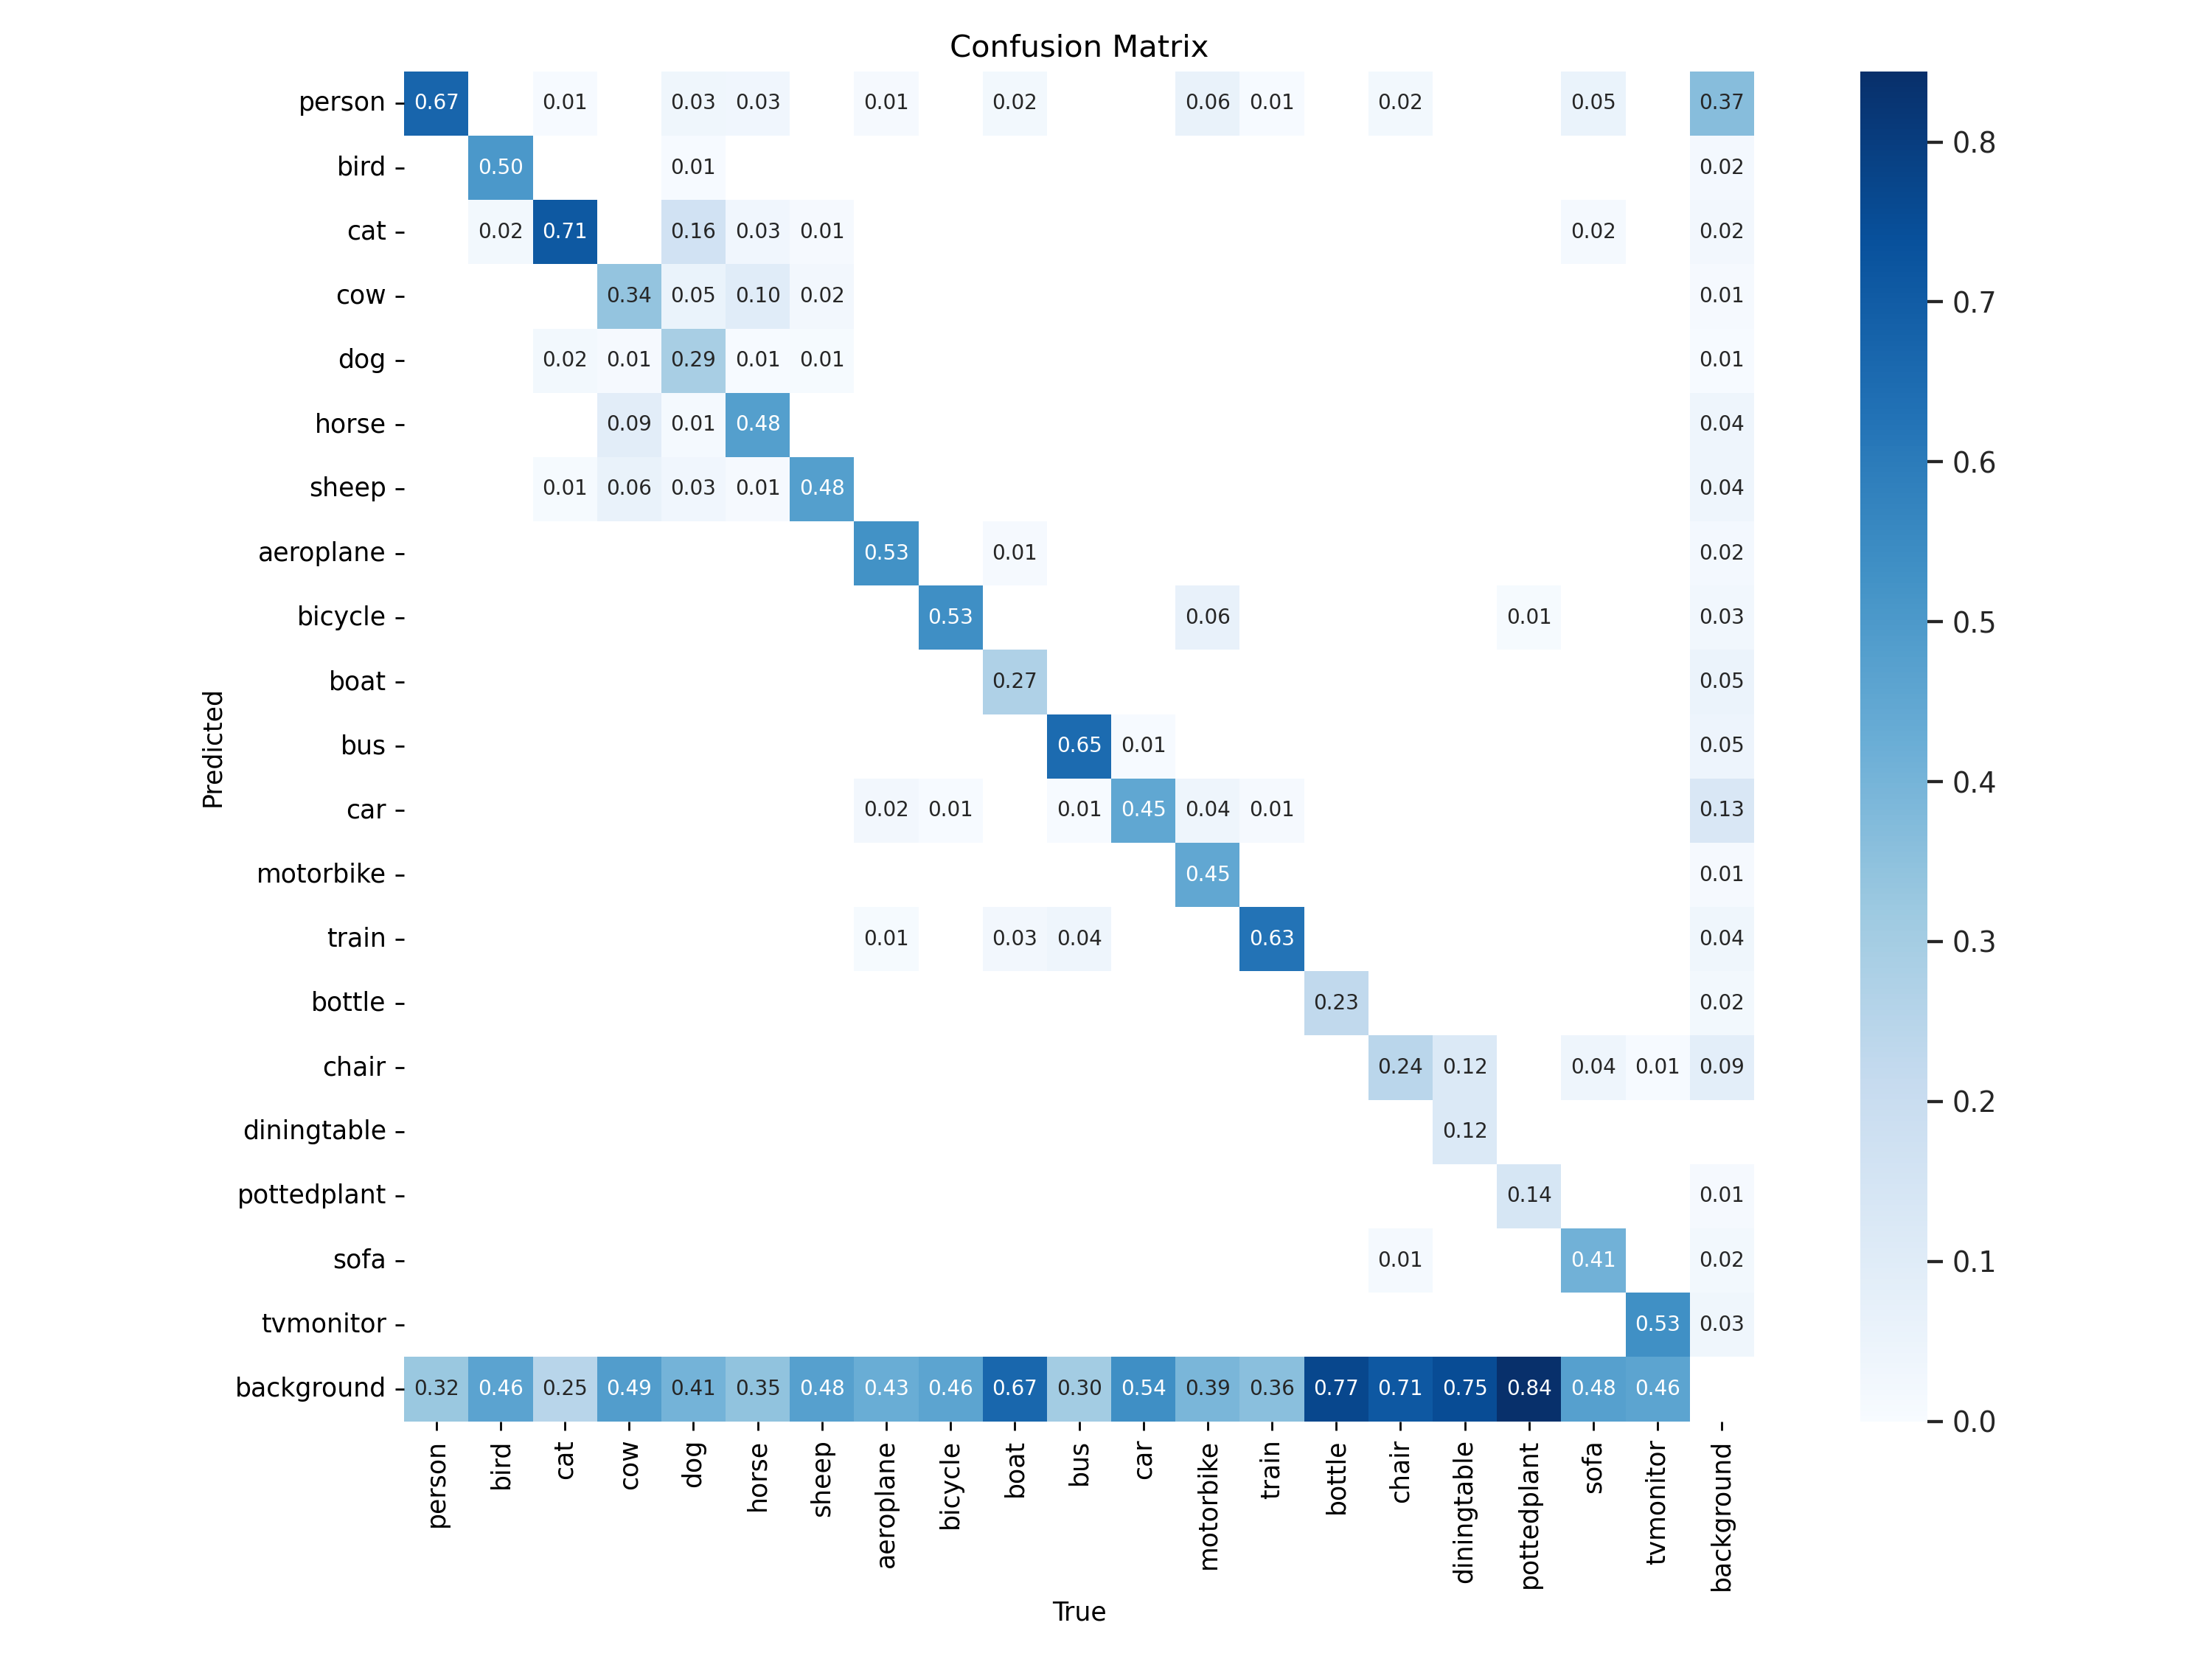 Confusion Matrix
person 0.67 0.01 0.03 0.03 0.01 0.02 0.06 0.01 0.02 0.05 0.37
bird 0.50 0.01 0.02
cat 0.02 0.71 0.16 0.03 0.01 0.02 0.02
cow 0.34 0.05 0.10 0.02 0.01
dog 0.02 0.01 0.29 0.01 0.01 0.01
horse 0.09 0.01 0.48 0.04
sheep 0.01 0.06 0.03 0.01 0.48 0.04
aeroplane 0.53 0.01 0.02
bicycle 0.53 0.06 0.01 0.03
boat 0.27 0.05
bus 0.65 0.01 0.05
car 0.02 0.01 0.01 0.45 0.04 0.01 0.13
motorbike 0.45 0.01
train 0.01 0.03 0.04 0.63 0.04
bottle 0.23 0.02
chair 0.24 0.12 0.04 0.01 0.09
diningtable 0.12
pottedplant 0.14 0.01
sofa 0.01 0.41 0.02
tvmonitor 0.53 0.03
background 0.32 0.46 0.25 0.49 0.41 0.35 0.48 0.43 0.46 0.67 0.30 0.54 0.39 0.36 0.77 0.71 0.75 0.84 0.48 0.46
person bird cat cow dog horse sheep aeroplane bicycle boat bus car motorbike train bottle chair diningtable pottedplant sofa tvmonitor background
True
Predicted
0.8
0.7
0.6
0.5
0.4
0.3
0.2
0.1
0.0